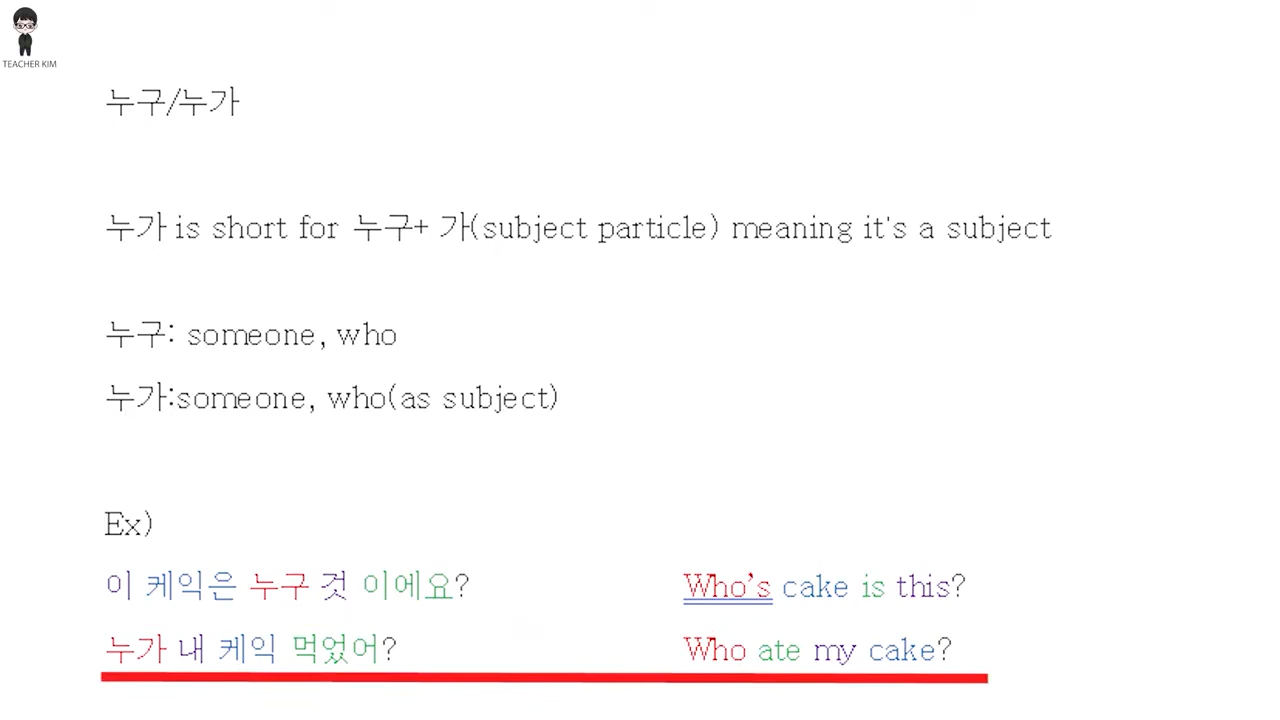 TEACHER KIM
누구/누가
누가 is short for 누구+ 가(subject particle) meaning it's a subject
누구: someone, who
누가:someone, who(as subject)
Ex)
이 케익은 누구 것 이에요? Who's cake is this?
누가 내 케익 먹었어? Who ate my cake?